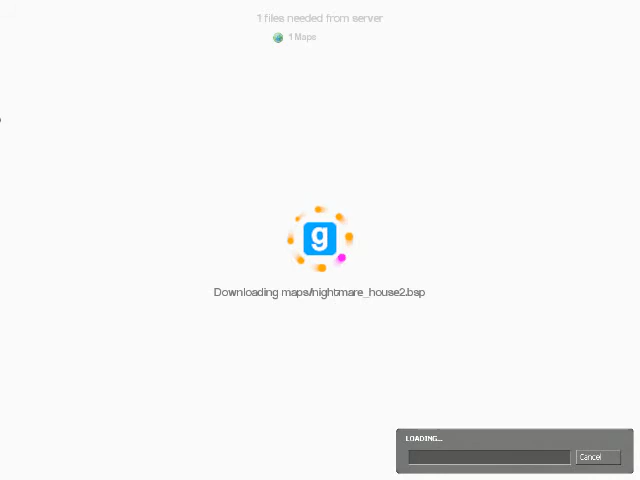 1 files needed from server
1 Maps
g
Downloading maps/nightmare_house2.bsp
LOADING...
Cancel